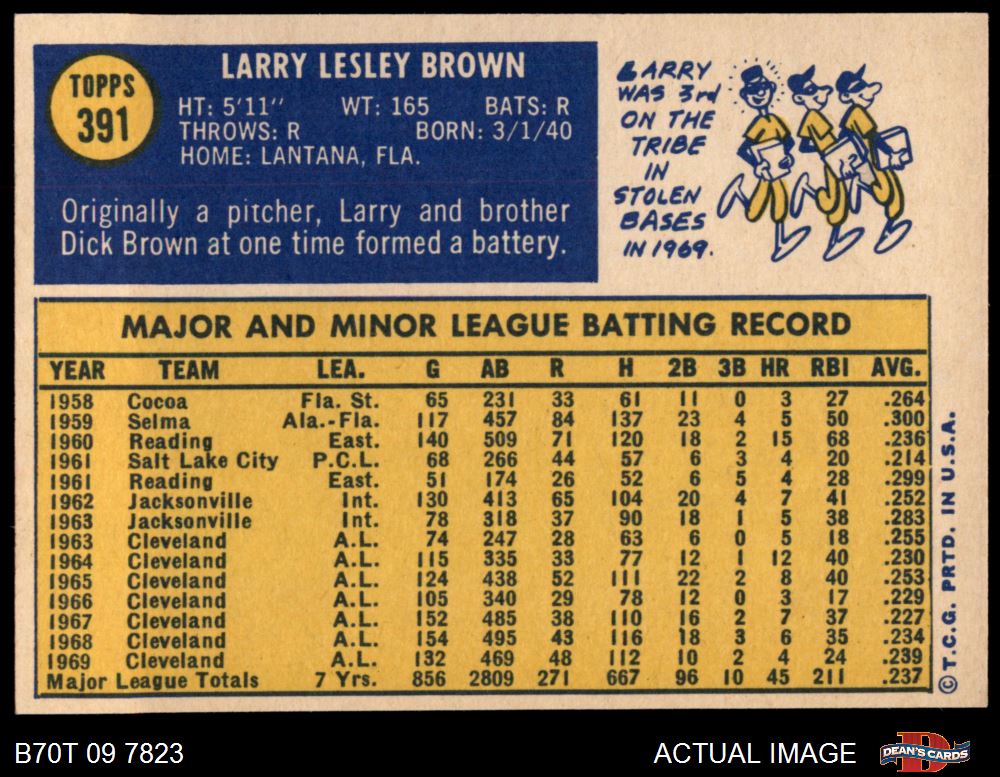 TOPPS
391
LARRY LESLEY BROWN
HT: 5'11" WT: 165 BATS: R
THROWS: R BORN: 3/1/40
HOME: LANTANA, FLA.
Originally a pitcher, Larry and brother
Dick Brown at one time formed a battery.
LARRY
WAS 3rd
ON THE
TRIBE
IN
STOLEN
BASES
IN 1969.
MAJOR AND MINOR LEAGUE BATTING RECORD
YEAR TEAM LEA. G AB R H 2B 3B HR RBI AVG.
1958 Cocoa Fla. St. 65 231 33 61 11 0 3 27 .264
1959 Selma Ala.-Fla. 117 457 84 137 23 4 5 50 .300
1960 Reading East. 140 509 71 120 18 2 15 68 .236
1961 Salt Lake City P.C.L. 68 266 44 57 6 3 4 20 .214
1961 Reading East. 51 174 26 52 6 5 4 28 .299
1962 Jacksonville Int. 130 413 65 104 20 4 7 41 .252
1963 Jacksonville Int. 78 318 37 90 18 1 5 38 .283
1963 Cleveland A.L. 74 247 28 63 6 0 5 18 .255
1964 Cleveland A.L. 115 335 33 77 12 1 12 40 .230
1965 Cleveland A.L. 124 438 52 111 22 2 8 40 .253
1966 Cleveland A.L. 105 340 29 78 12 0 3 17 .229
1967 Cleveland A.L. 152 485 38 110 16 2 7 37 .227
1968 Cleveland A.L. 154 495 43 116 18 3 6 35 .234
1969 Cleveland A.L. 132 469 48 112 10 2 4 24 .239
Major League Totals 7 Yrs. 856 2809 271 667 96 10 45 211 .237
© T.C.G. PRTD. IN U.S.A.
B70T 09 7823
ACTUAL IMAGE
D
DEAN'S CARDS